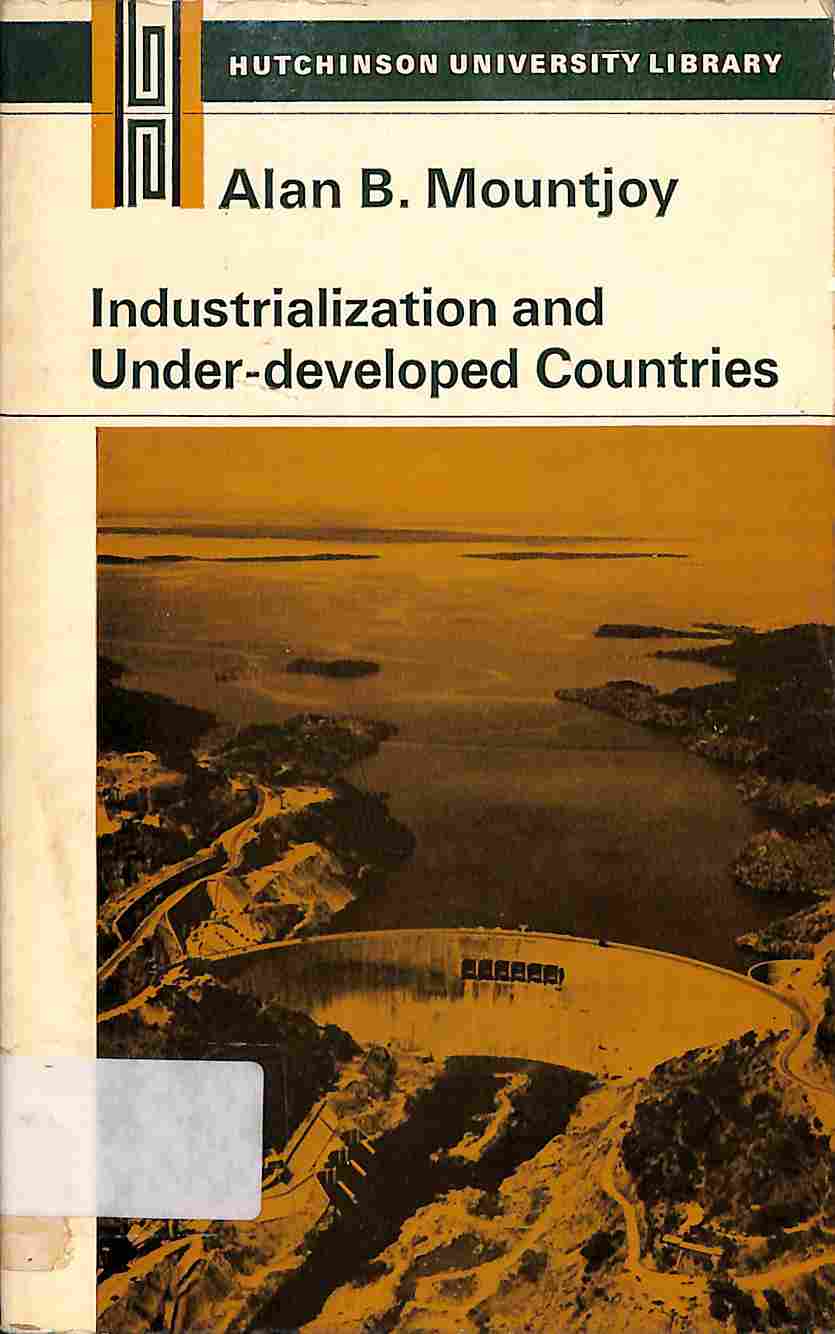 HUTCHINSON UNIVERSITY LIBRARY
Alan B. Mountjoy
Industrialization and
Under-developed Countries